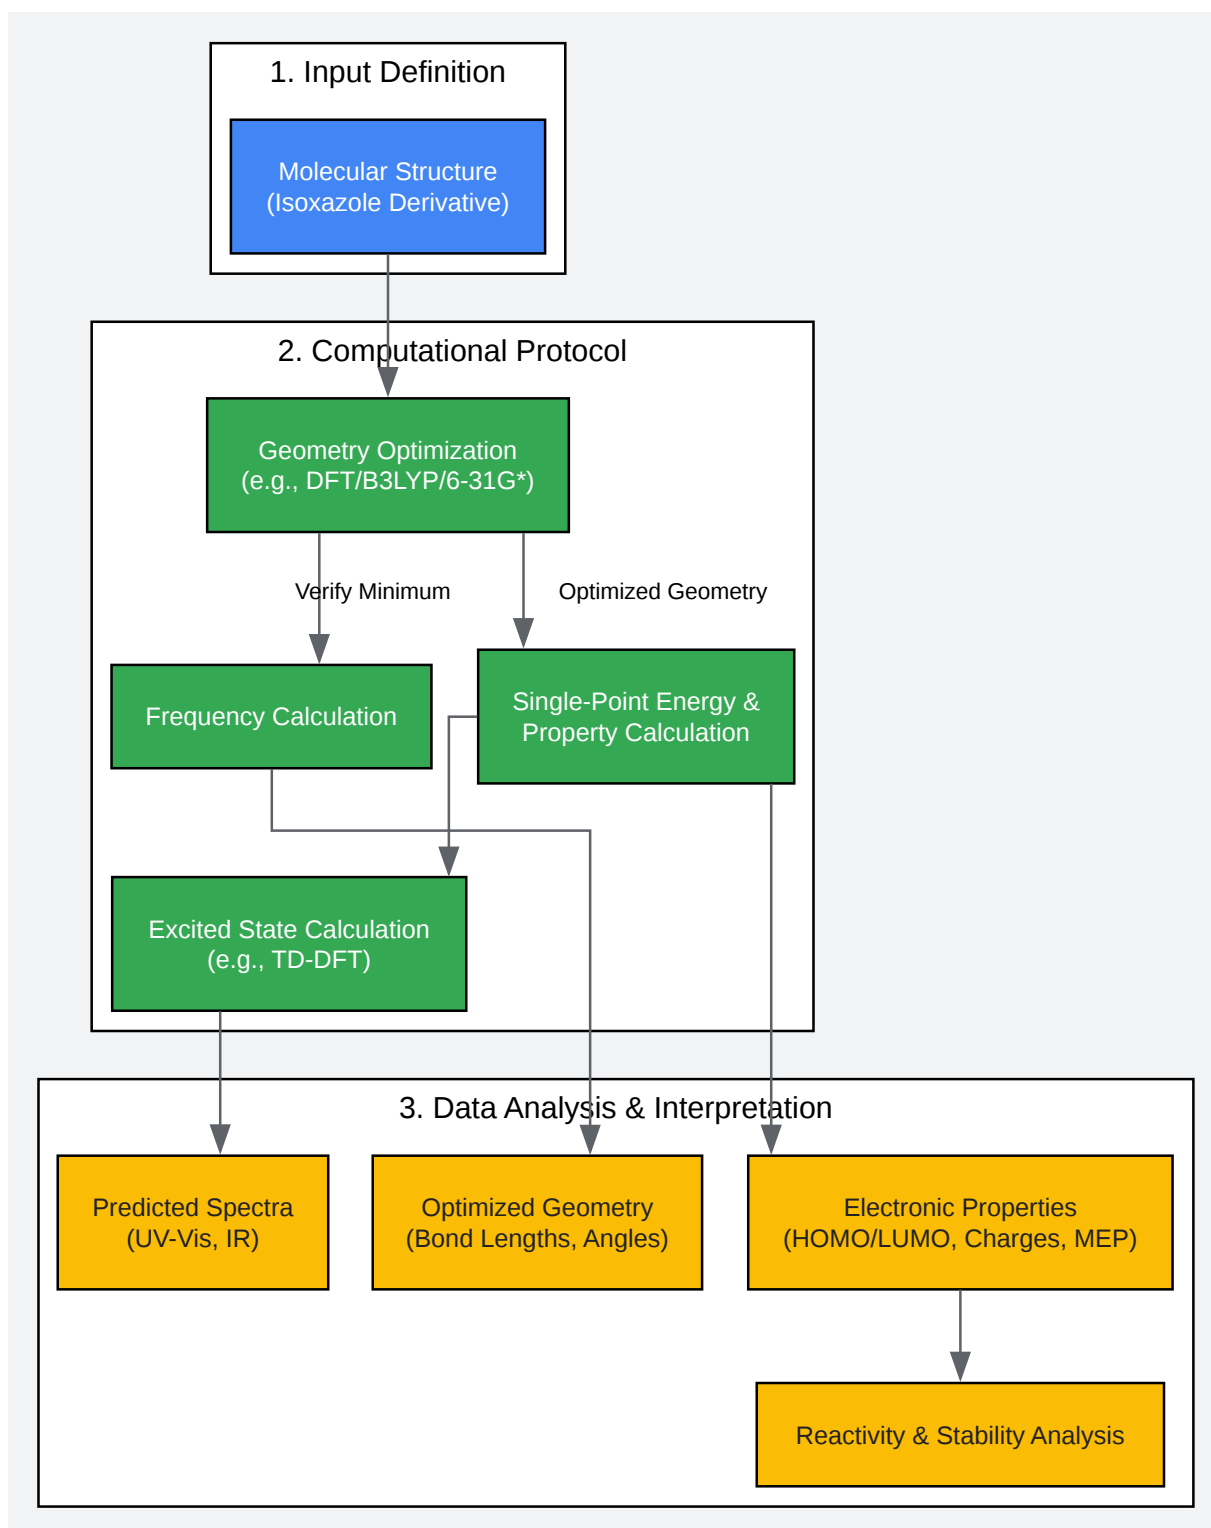 1. Input Definition
Molecular Structure
(Isoxazole Derivative)
2. Computational Protocol
Geometry Optimization
(e.g., DFT/B3LYP/6-31G*)
Verify Minimum
Optimized Geometry
Frequency Calculation
Single-Point Energy &
Property Calculation
Excited State Calculation
(e.g., TD-DFT)
3. Data Analysis & Interpretation
Predicted Spectra
(UV-Vis, IR)
Optimized Geometry
(Bond Lengths, Angles)
Electronic Properties
(HOMO/LUMO, Charges, MEP)
Reactivity & Stability Analysis